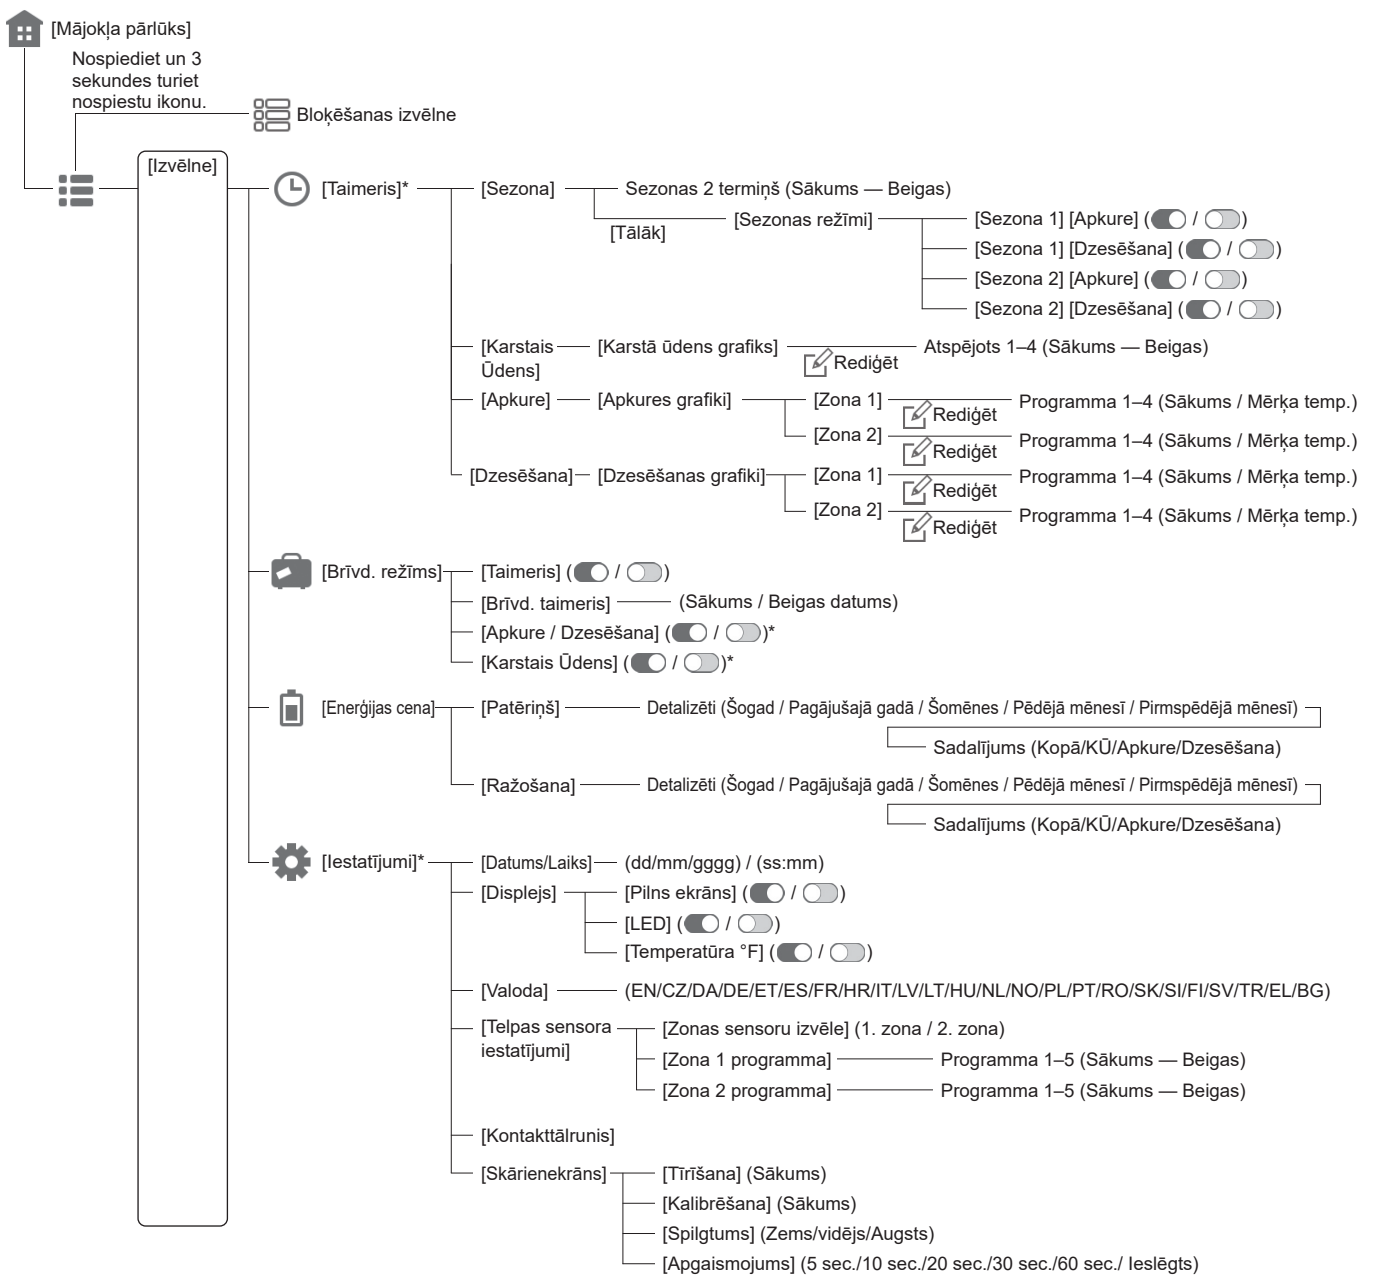 [Mājokļa pārlūks]
Nospiediet un 3
sekundes turiet
nospiestu ikonu.
Bloķēšanas izvēlne
[Izvēlne]
[Taimeris]*
[Sezona]
Sezonas 2 termiņš (Sākums — Beigas)
[Tālāk]
[Sezonas režīmi]
[Sezona 1] [Apkure] ( / )
[Sezona 1] [Dzesēšana] ( / )
[Sezona 2] [Apkure] ( / )
[Sezona 2] [Dzesēšana] ( / )
[Karstais
Ūdens]
[Karstā ūdens grafiks]
Rediģēt
Atspējots 1–4 (Sākums — Beigas)
[Apkure]
[Apkures grafiki]
[Zona 1]
Rediģēt
Programma 1–4 (Sākums / Mērķa temp.)
[Zona 2]
Rediģēt
Programma 1–4 (Sākums / Mērķa temp.)
[Dzesēšana]
[Dzesēšanas grafiki]
[Zona 1]
Rediģēt
Programma 1–4 (Sākums / Mērķa temp.)
[Zona 2]
Rediģēt
Programma 1–4 (Sākums / Mērķa temp.)
[Brīvd. režīms]
[Taimeris] ( / )
[Brīvd. taimeris]
(Sākums / Beigas datums)
[Apkure / Dzesēšana] ( / )*
[Karstais Ūdens] ( / )*
[Enerģijas cena]
[Patēriņš]
Detalizēti (Šogad / Pagājušajā gadā / Šomēnes / Pēdējā mēnesī / Pirmspēdējā mēnesī)
Sadalījums (Kopā/KŪ/Apkure/Dzesēšana)
[Ražošana]
Detalizēti (Šogad / Pagājušajā gadā / Šomēnes / Pēdējā mēnesī / Pirmspēdējā mēnesī)
Sadalījums (Kopā/KŪ/Apkure/Dzesēšana)
[Iestatījumi]*
[Datums/Laiks]
(dd/mm/gggg) / (ss:mm)
[Displejs]
[Pilns ekrāns] ( / )
[LED] ( / )
[Temperatūra °F] ( / )
[Valoda]
(EN/CZ/DA/DE/ET/ES/FR/HR/IT/LV/LT/HU/NL/NO/PL/PT/RO/SK/SI/FI/SV/TR/EL/BG)
[Telpas sensora
iestatījumi]
[Zonas sensoru izvēle] (1. zona / 2. zona)
[Zona 1 programma]
Programma 1–5 (Sākums — Beigas)
[Zona 2 programma]
Programma 1–5 (Sākums — Beigas)
[Kontakttālrunis]
[Skārienekrāns]
[Tīrīšana] (Sākums)
[Kalibrēšana] (Sākums)
[Spilgtums] (Zems/vidējs/Augsts)
[Apgaismojums] (5 sec./10 sec./20 sec./30 sec./60 sec./ Ieslēgts)